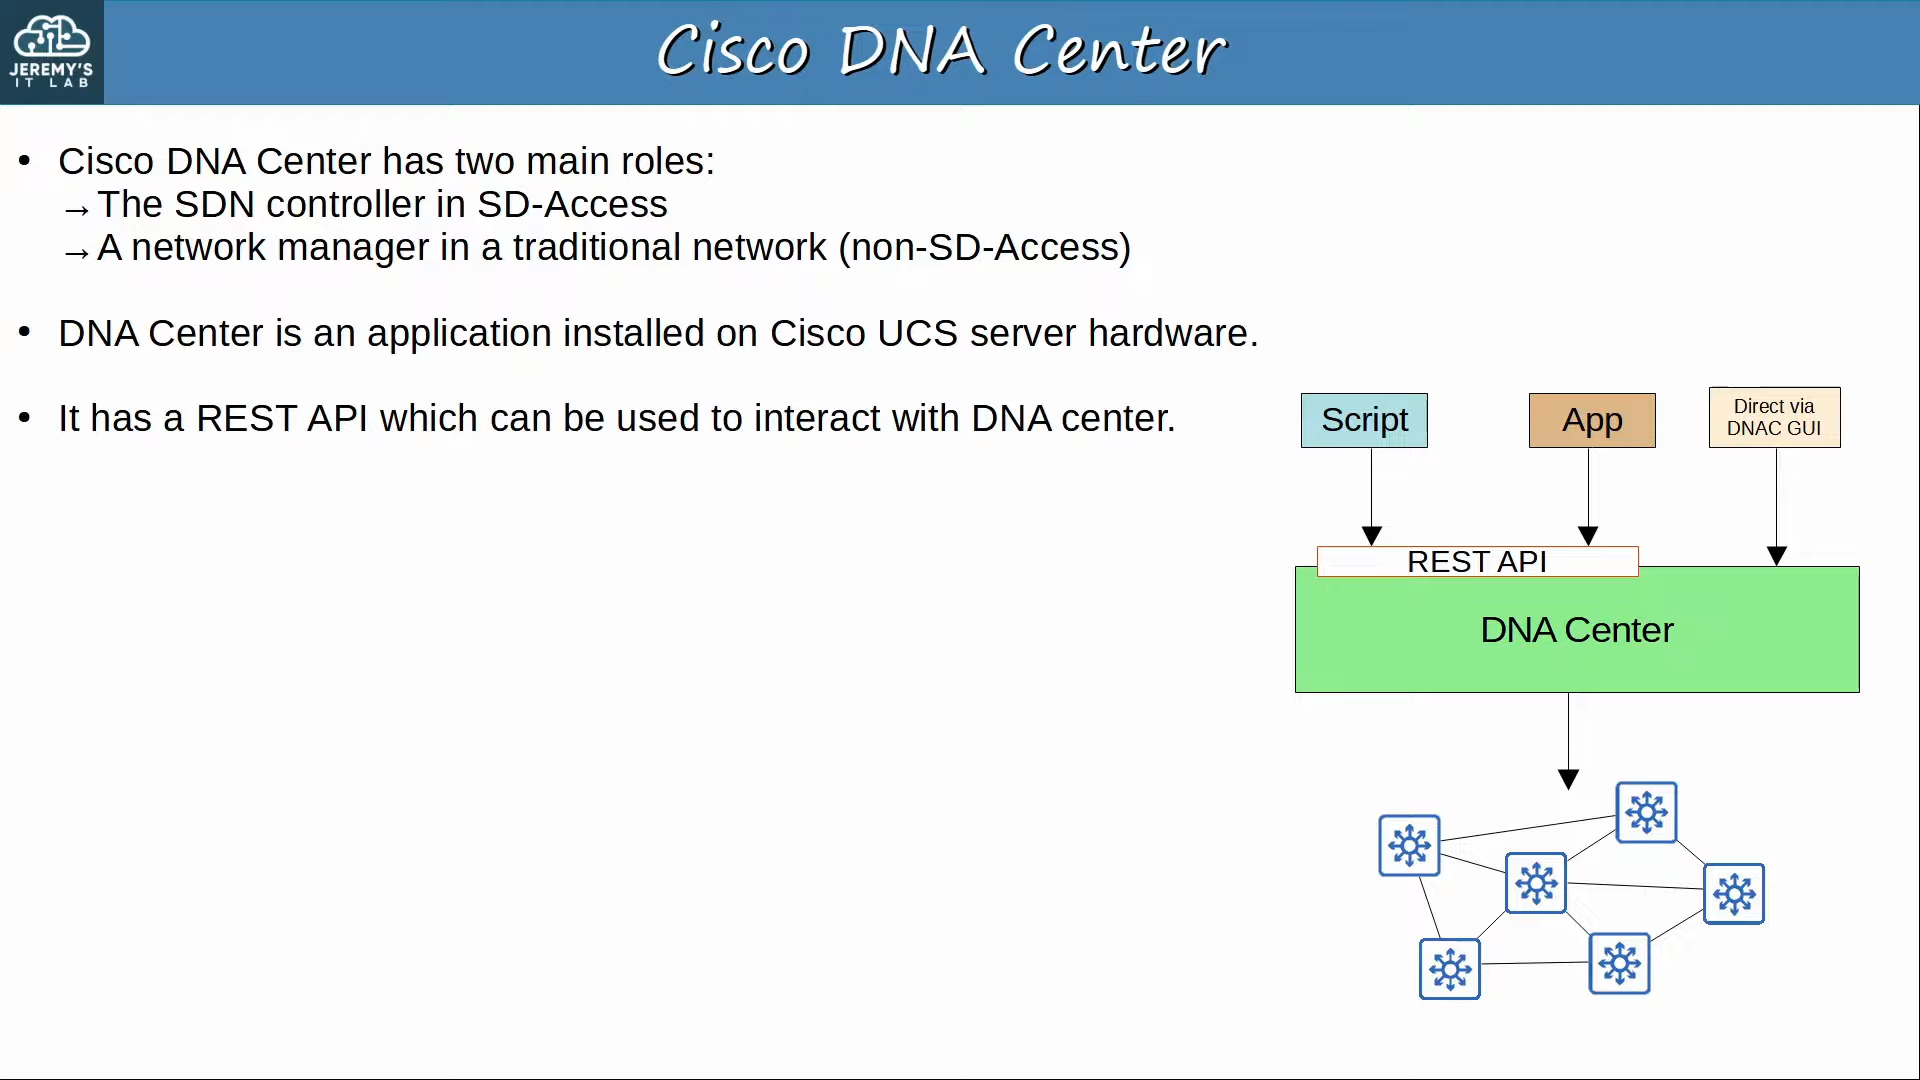 JEREMY'S
IT LAB
Cisco DNA Center
• Cisco DNA Center has two main roles:
→The SDN controller in SD-Access
→A network manager in a traditional network (non-SD-Access)
• DNA Center is an application installed on Cisco UCS server hardware.
• It has a REST API which can be used to interact with DNA center.
Script
App
Direct via
DNAC GUI
REST API
DNA Center